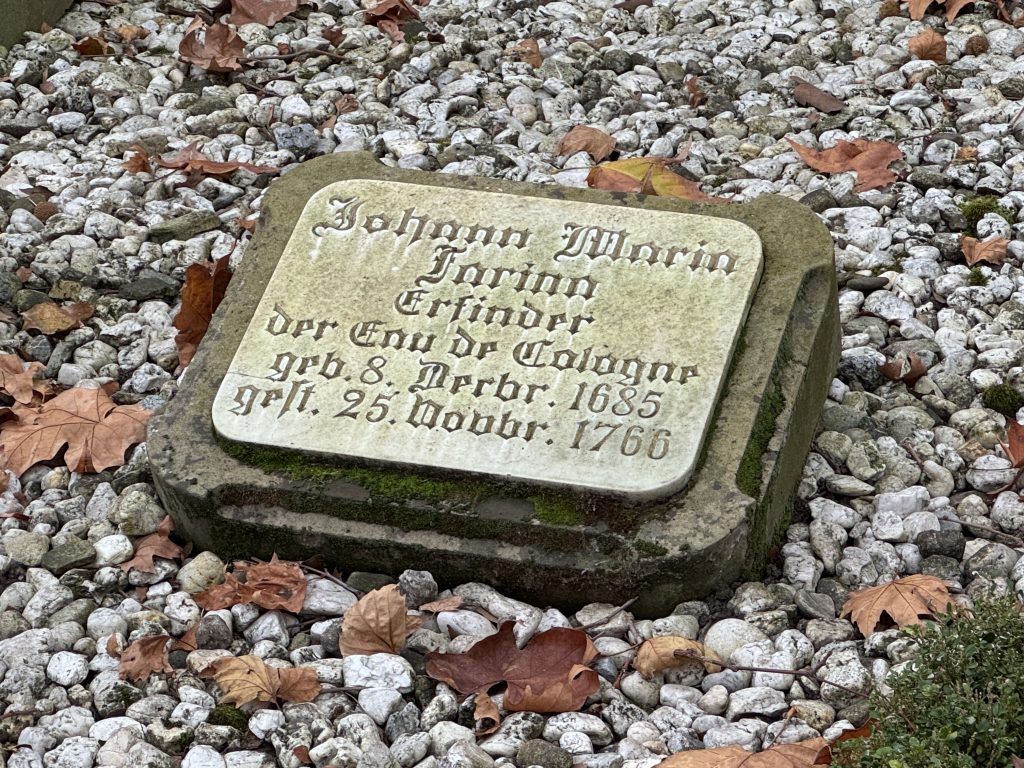 Johann Maria
Farina
Erfinder
der Eau de Cologne
geb. 8. Decbr. 1685
gest. 25. Novbr. 1766